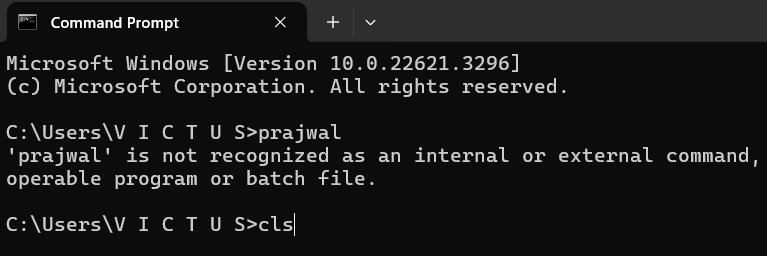 Command Prompt
Microsoft Windows [Version 10.0.22621.3296]
(c) Microsoft Corporation. All rights reserved.
C:\Users\V I C T U S>prajwal
'prajwal' is not recognized as an internal or external command,
operable program or batch file.
C:\Users\V I C T U S>cls